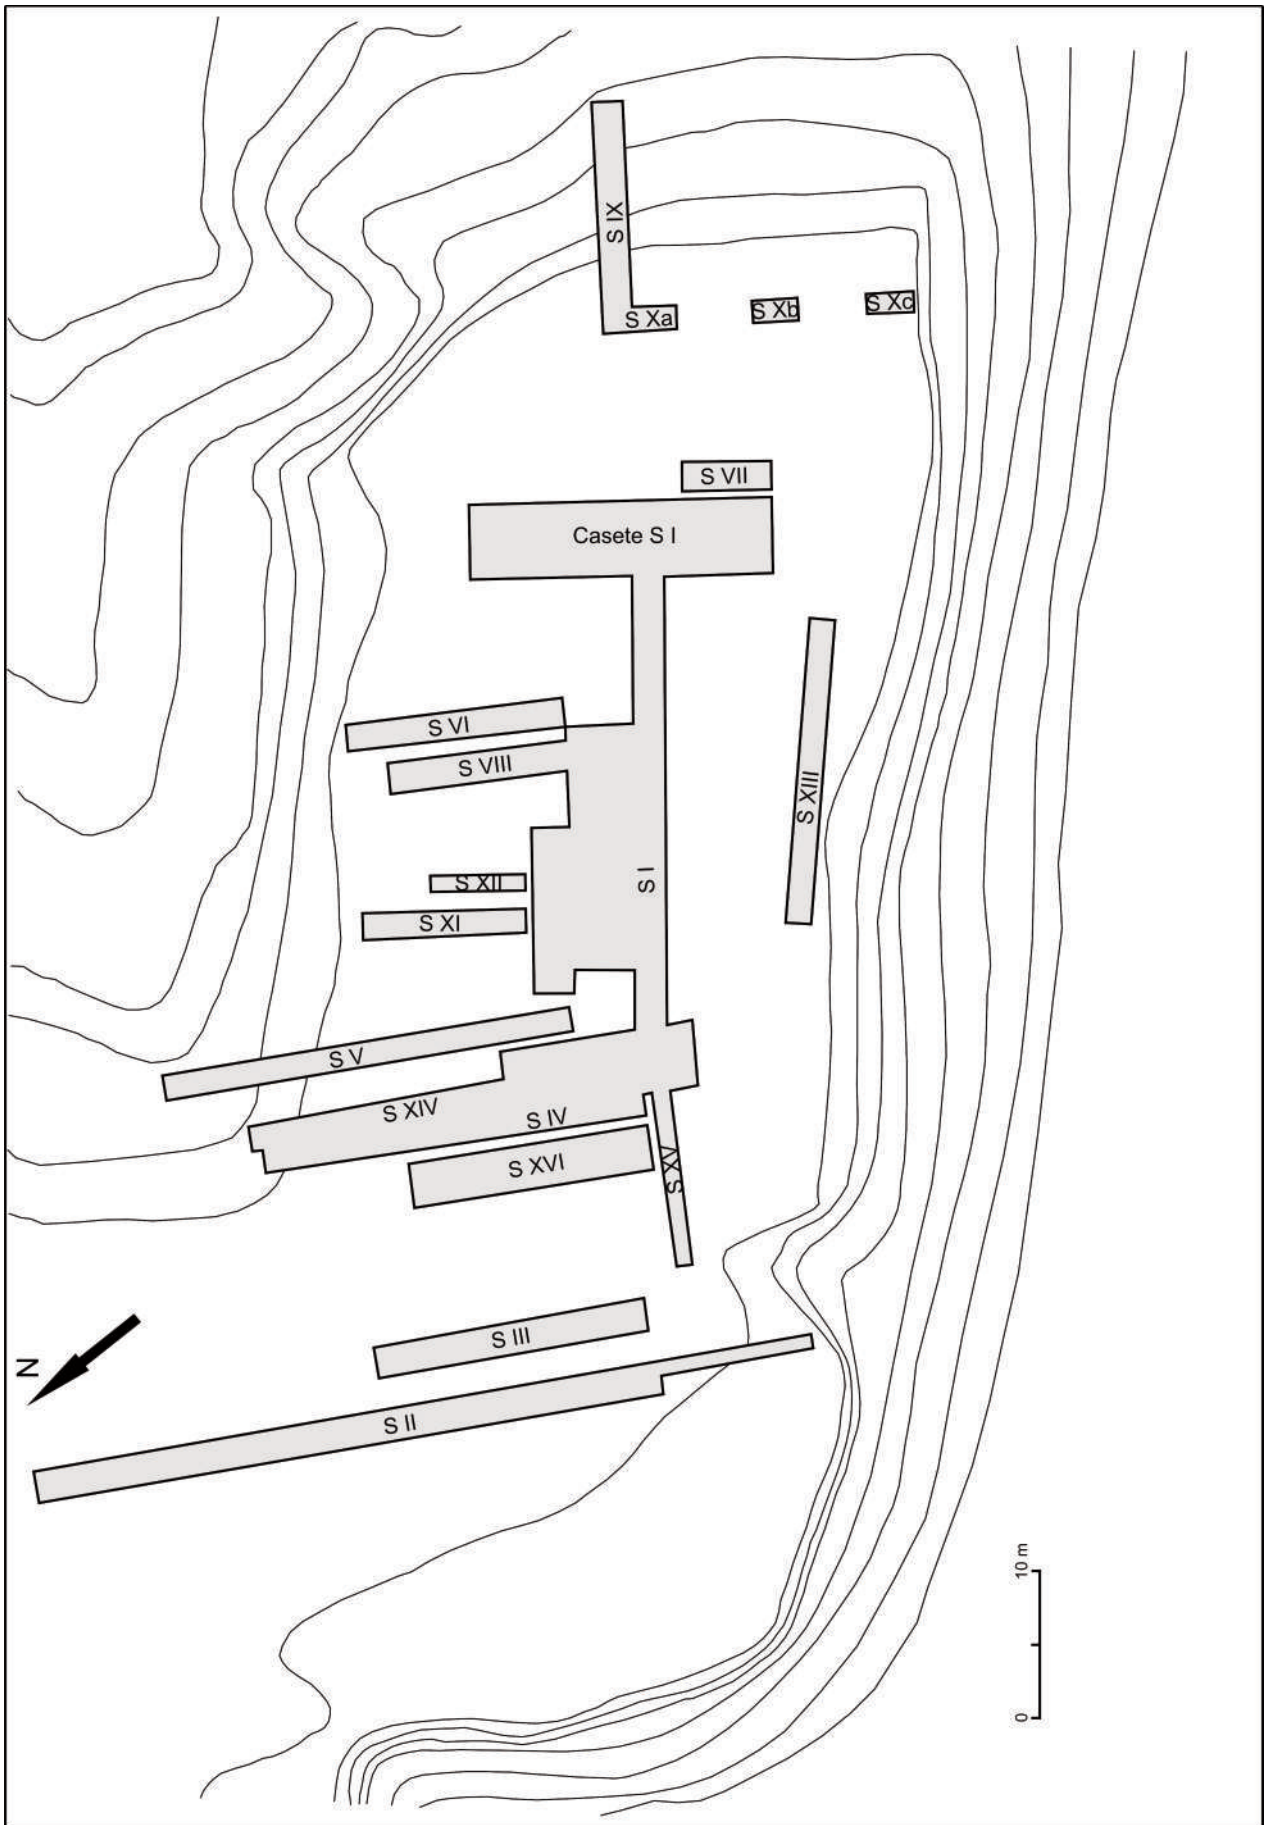 S IX
S Xa
S Xb
S Xc
S VII
Casete S I
S VI
S VIII
S XIII
S I
S XII
S XI
S V
S XIV
S IV
S XVI
S XV
N
S III
S II
10 m
0